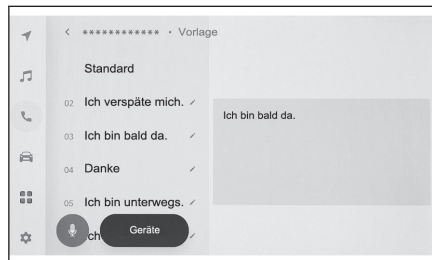 < ************ • Vorlage
Standard
02 Ich verspäte mich.
03 Ich bin bald da.
04 Danke
05 Ich bin unterwegs.
Ich bin bald da.
Geräte